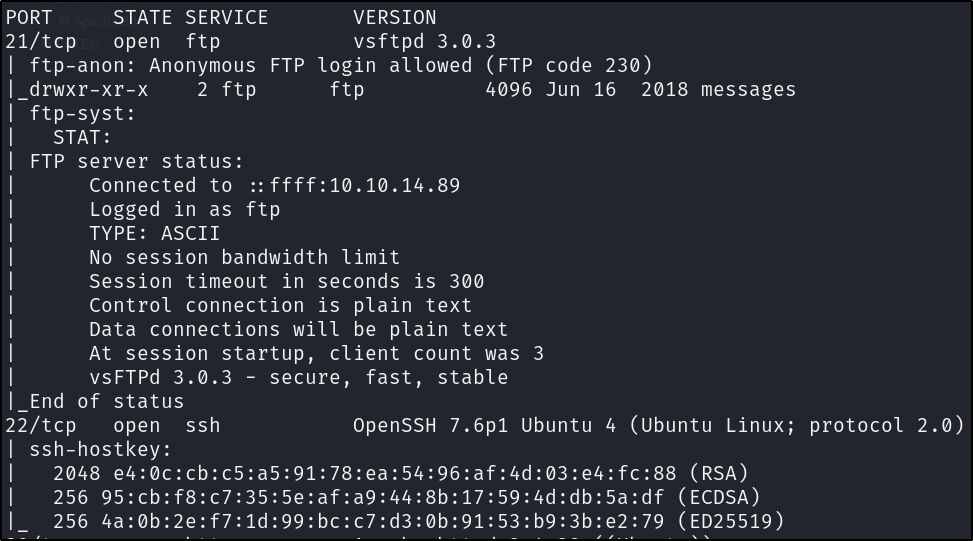 PORT     STATE SERVICE       VERSION
21/tcp   open  ftp           vsftpd 3.0.3
| ftp-anon: Anonymous FTP login allowed (FTP code 230)
|_drwxr-xr-x    2 ftp      ftp          4096 Jun 16  2018 messages
| ftp-syst:
|   STAT:
| FTP server status:
|      Connected to ::ffff:10.10.14.89
|      Logged in as ftp
|      TYPE: ASCII
|      No session bandwidth limit
|      Session timeout in seconds is 300
|      Control connection is plain text
|      Data connections will be plain text
|      At session startup, client count was 3
|      vsFTPd 3.0.3 - secure, fast, stable
|_End of status
22/tcp   open  ssh           OpenSSH 7.6p1 Ubuntu 4 (Ubuntu Linux; protocol 2.0)
| ssh-hostkey:
|   2048 e4:0c:cb:c5:a5:91:78:ea:54:96:af:4d:03:e4:fc:88 (RSA)
|   256 95:cb:f8:c7:35:5e:af:a9:44:8b:17:59:4d:db:5a:df (ECDSA)
|_  256 4a:0b:2e:f7:1d:99:bc:c7:d3:0b:91:53:b9:3b:e2:79 (ED25519)